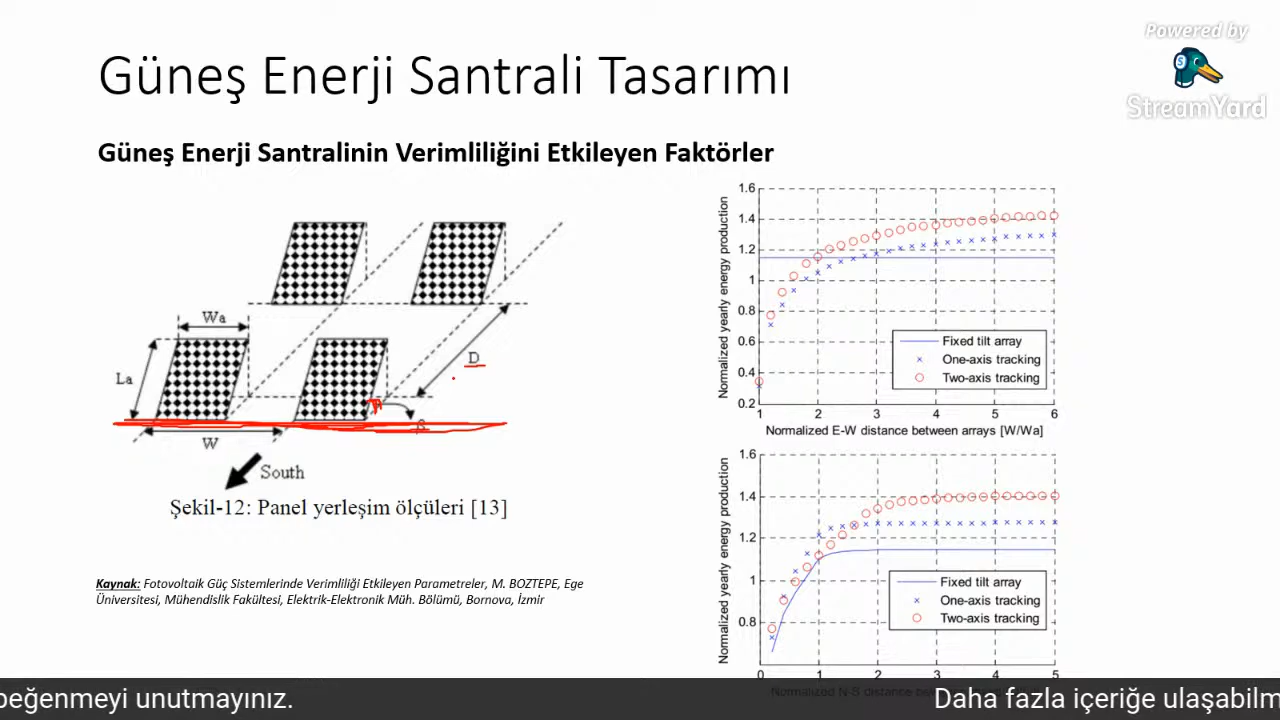 Güneş Enerji Santrali Tasarımı
Powered by
StreamYard
Güneş Enerji Santralinin Verimliliğini Etkileyen Faktörler
Wa
La
D
W
South
Şekil-12: Panel yerleşim ölçüleri [13]
Kaynak: Fotovoltaik Güç Sistemlerinde Verimliliği Etkileyen Parametreler, M. BOZTEPE, Ege
Üniversitesi, Mühendislik Fakültesi, Elektrik-Elektronik Müh. Bölümü, Bornova, İzmir
Normalized yearly energy production
1.6
1.4
1.2
1
0.8
0.6
0.4
0.2
Fixed tilt array
One-axis tracking
Two-axis tracking
1 2 3 4 5 6
Normalized E-W distance between arrays [W/Wa]
Normalized yearly energy production
1.6
1.4
1.2
1
0.8
Fixed tilt array
One-axis tracking
Two-axis tracking
0 1 2 3 4 5
Normalized N-S distance between
beğenmeyi unutmayınız.
Daha fazla içeriğe ulaşabilm